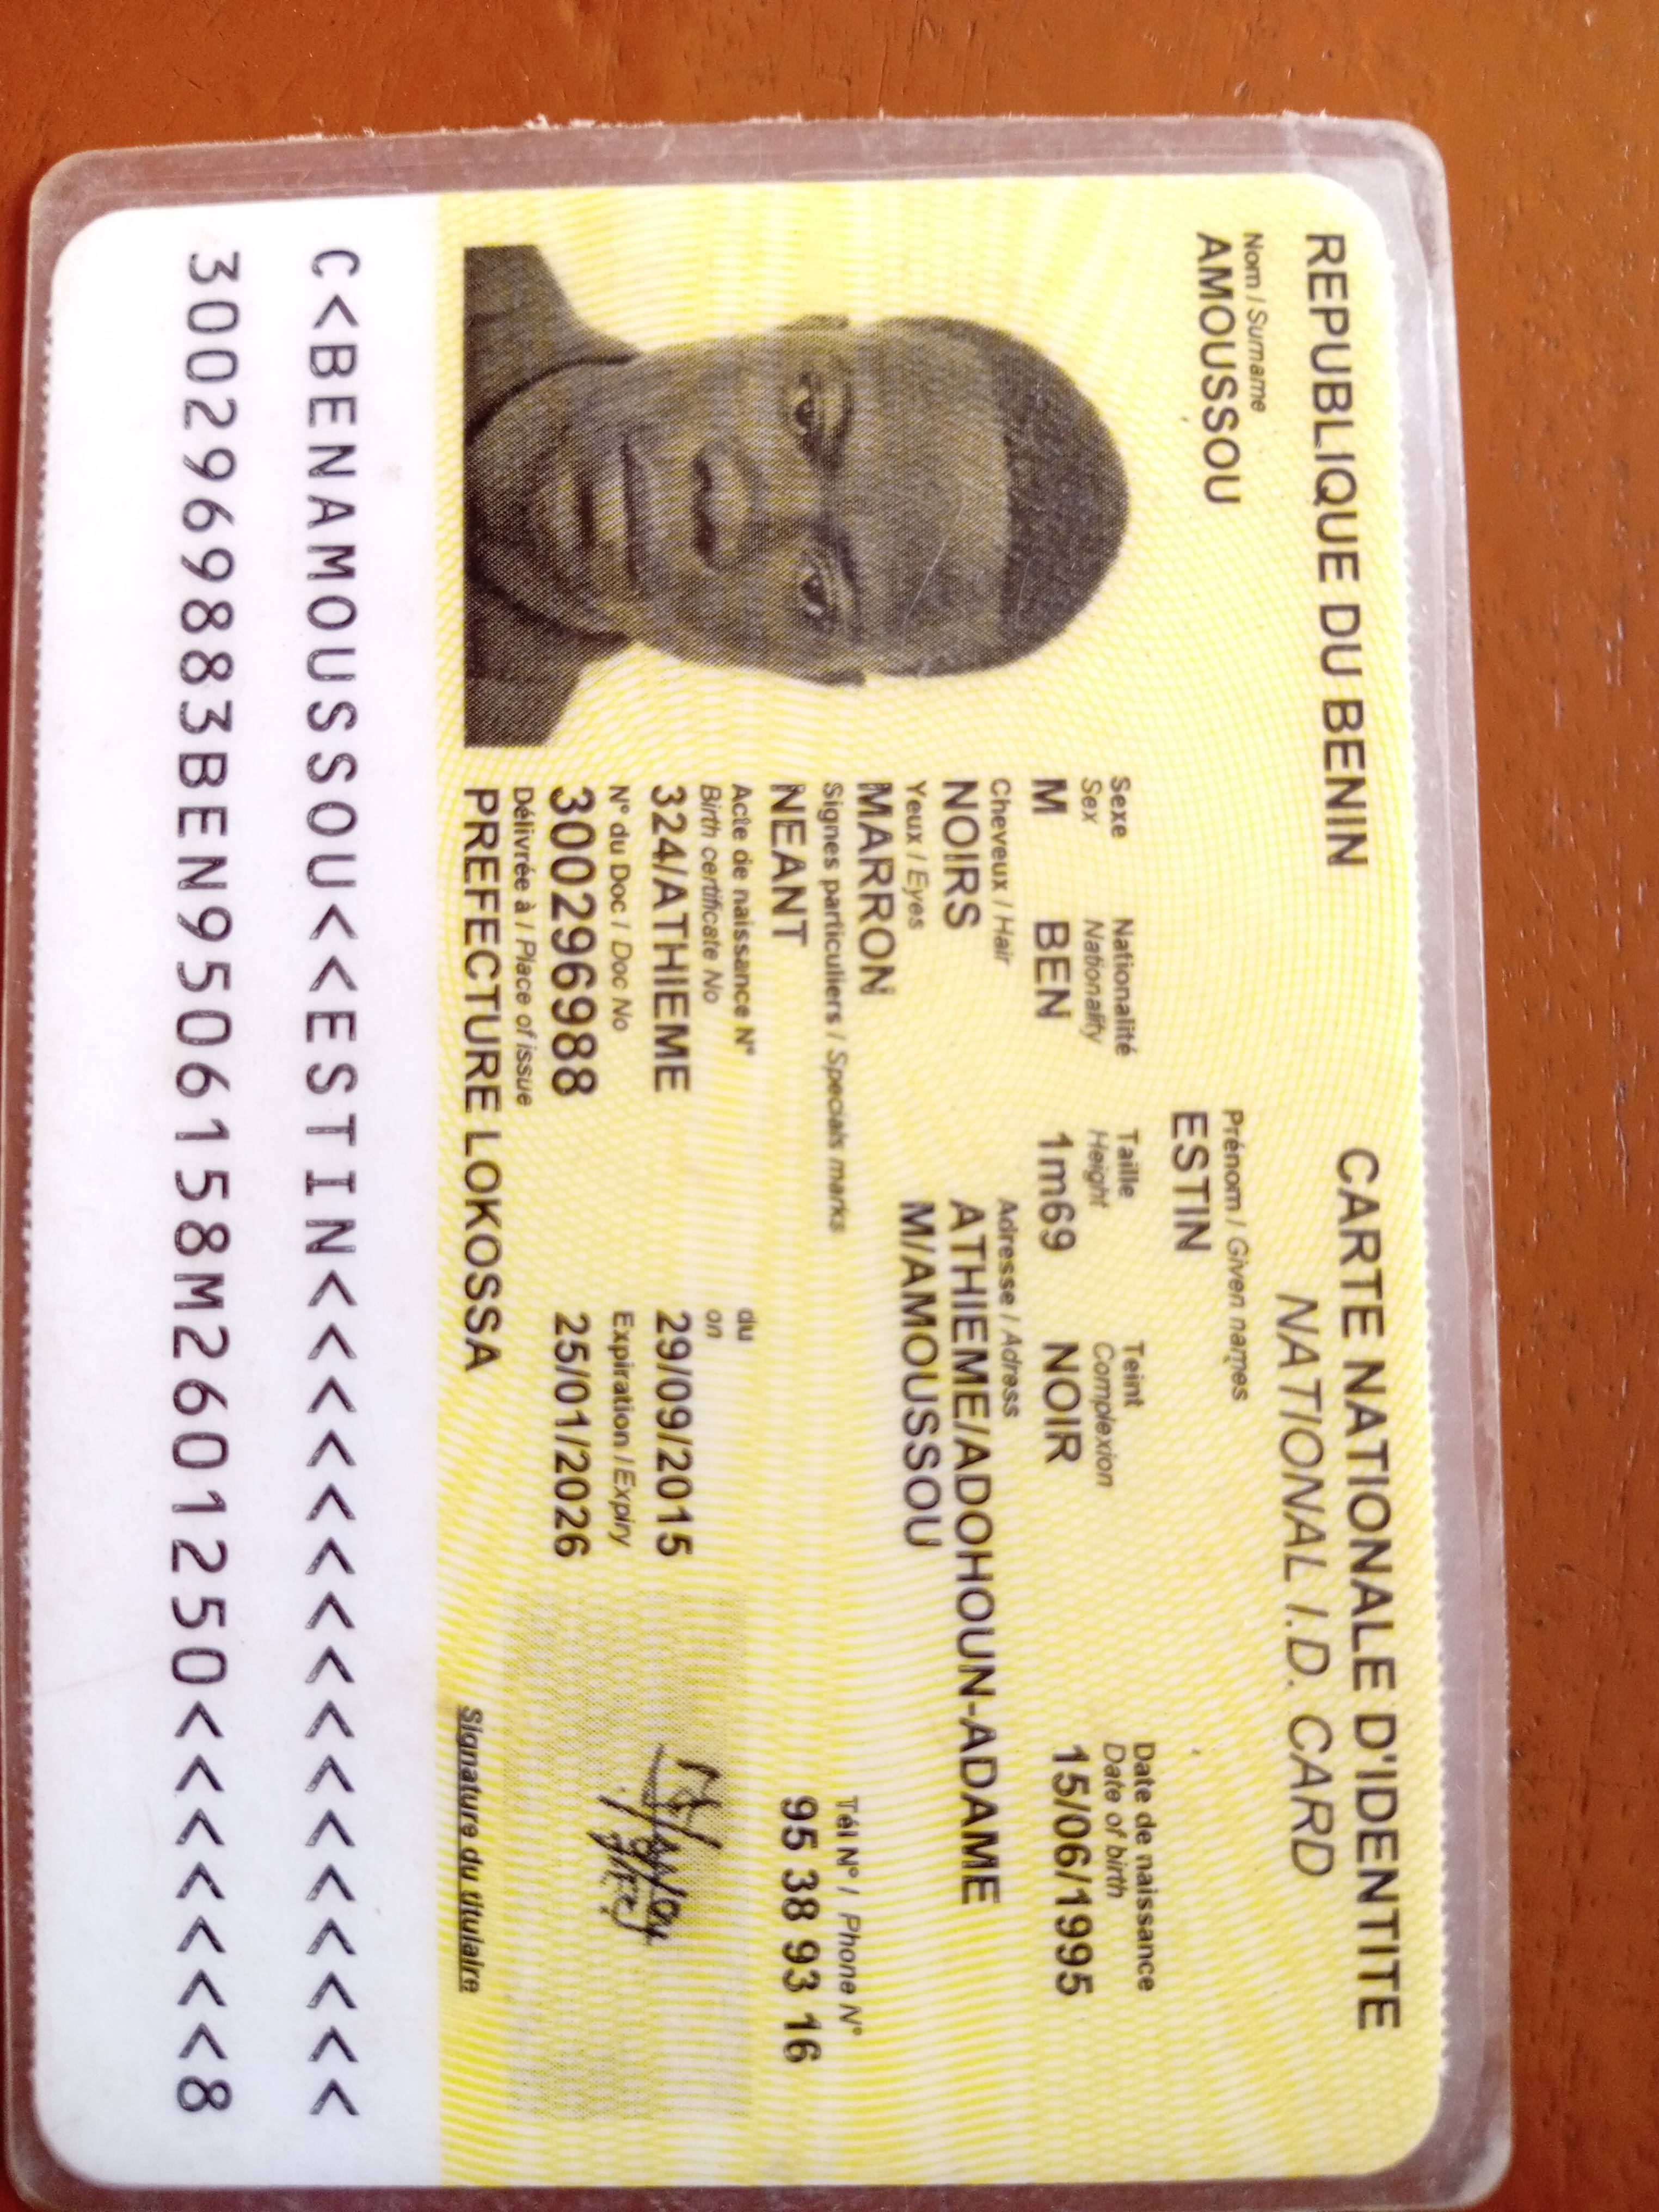 REPUBLIQUE DU BENIN
CARTE NATIONALE D'IDENTITE
NATIONAL I.D. CARD
Nom / Surname
AMOUSSOU
Prénom / Given names
ESTIN
Sexe Nationalité Taille Teint Date de naissance
Sex Nationality Height Complexion Date of birth
M BEN 1m69 NOIR 15/06/1995
Cheveux / Hair Adresse / Adress
NOIRS ATHIEME/ADOHOUN-ADAME
Yeux / Eyes M/AMOUSSOU
MARRON
Signes particuliers / Specials marks Tél N° / Phone N°
NEANT 95 38 93 16
Acte de naissance N° du
Birth certificate No on
324/ATHIEME 29/09/2015
N° du Doc / Doc No Expiration / Expiry
3002969888 25/01/2026
Délivrée à / Place of issue
PREFECTURE LOKOSSA
Signature du titulaire
C<BENAMOUSSOU<<ESTIN<<<<<<<<<<<<<<<<
30029698883BEN9506158M2601250<<<<<<8